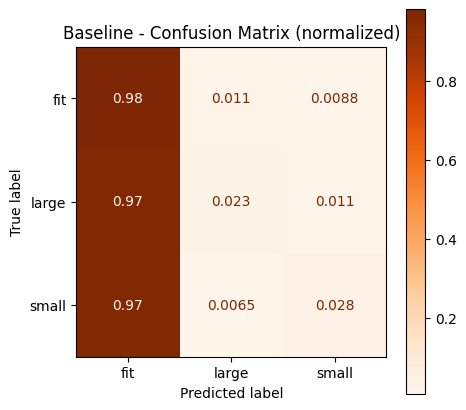 Baseline - Confusion Matrix (normalized)
True label
fit 0.98 0.011 0.0088
large 0.97 0.023 0.011
small 0.97 0.0065 0.028
fit large small
Predicted label
0.8
0.6
0.4
0.2